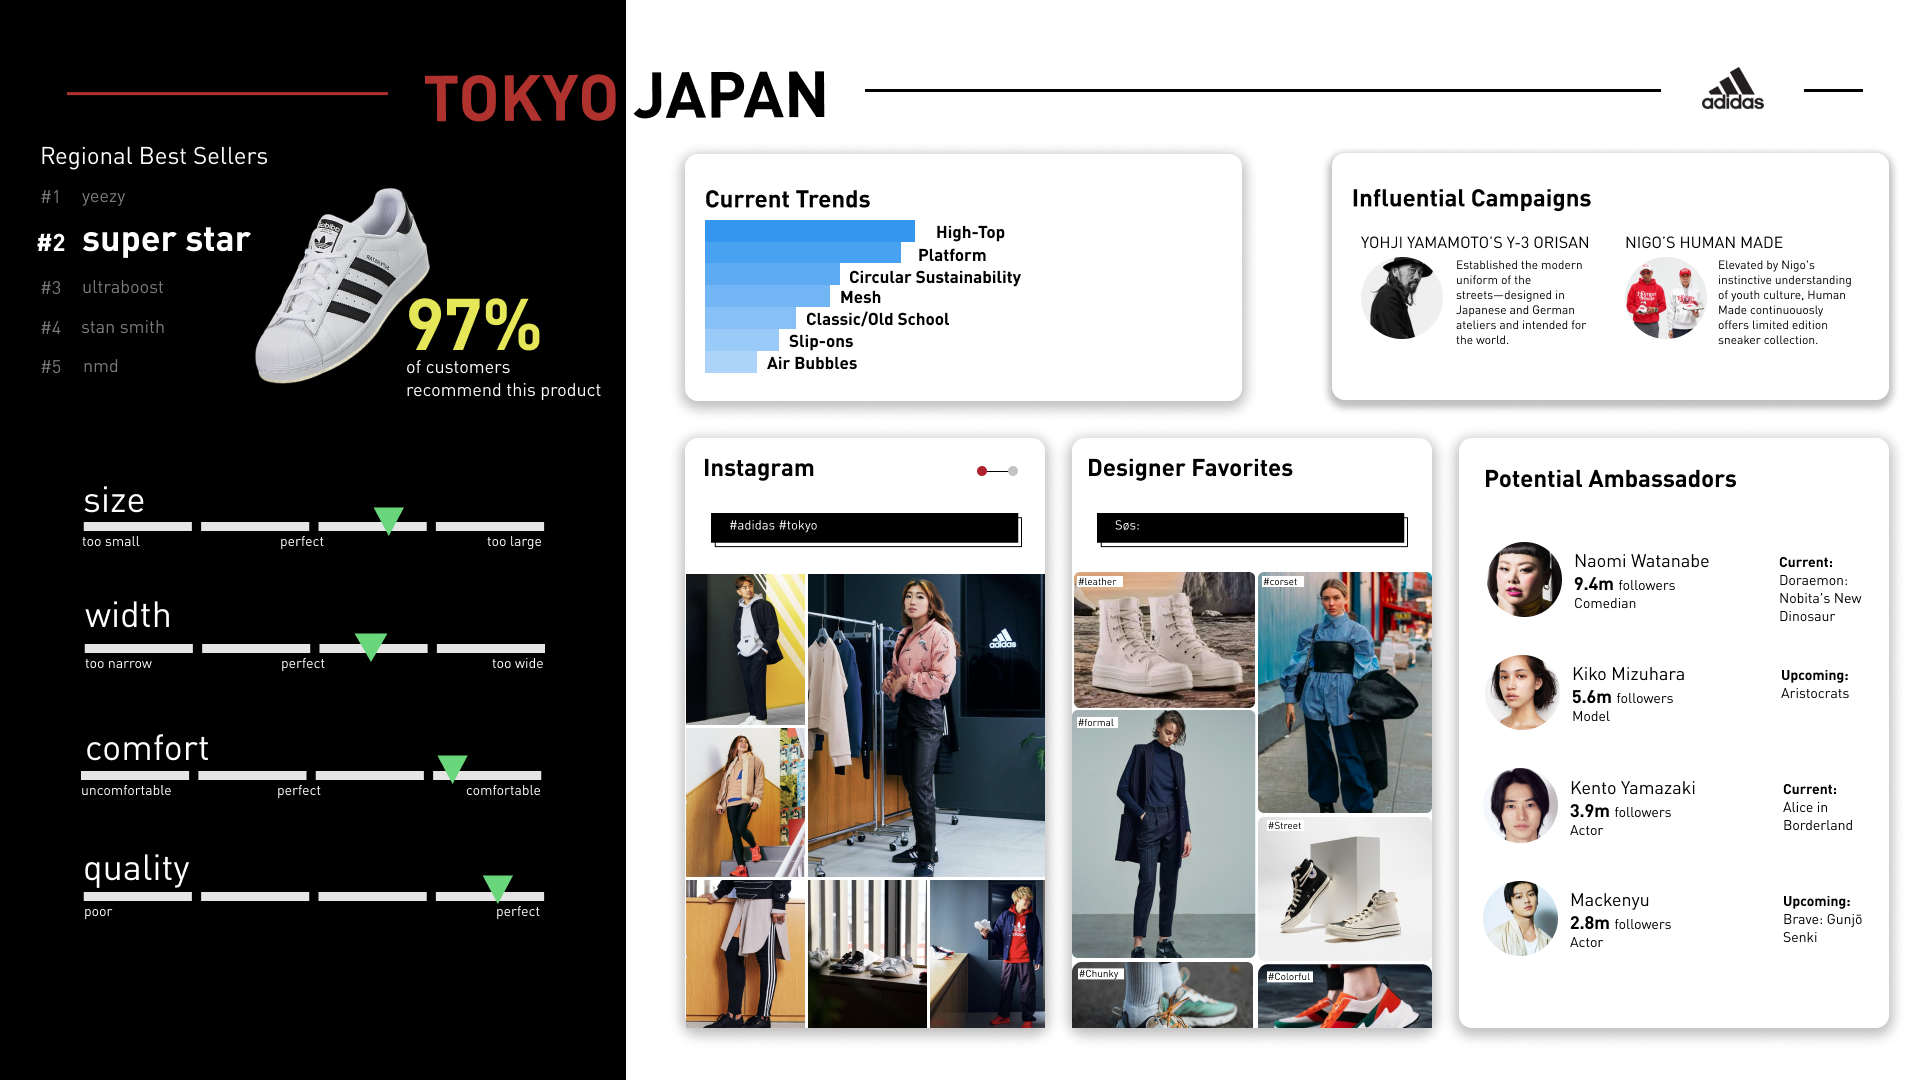 TOKYO JAPAN
adidas
Regional Best Sellers
#1 yeezy
#2 super star
#3 ultraboost
#4 stan smith
#5 nmd
97%
of customers
recommend this product
size
too small perfect too large
width
too narrow perfect too wide
comfort
uncomfortable perfect comfortable
quality
poor perfect
Current Trends
High-Top
Platform
Circular Sustainability
Mesh
Classic/Old School
Slip-ons
Air Bubbles
Influential Campaigns
YOHJI YAMAMOTO'S Y-3 ORISAN
Established the modern
uniform of the
streets—designed in
Japanese and German
ateliers and intended for
the world.
NIGO'S HUMAN MADE
Elevated by Nigo's
instinctive understanding
of youth culture, Human
Made continuouosly
offers limited edition
sneaker collection.
Instagram
#adidas #tokyo
adidas
Designer Favorites
Søs:
#leather
#corset
#formal
#Street
#Chunky
#Colorful
Potential Ambassadors
Naomi Watanabe
9.4m followers
Comedian
Current:
Doraemon:
Nobita's New
Dinosaur
Kiko Mizuhara
5.6m followers
Model
Upcoming:
Aristocrats
Kento Yamazaki
3.9m followers
Actor
Current:
Alice in
Borderland
Mackenyu
2.8m followers
Actor
Upcoming:
Brave: Gunjō
Senki